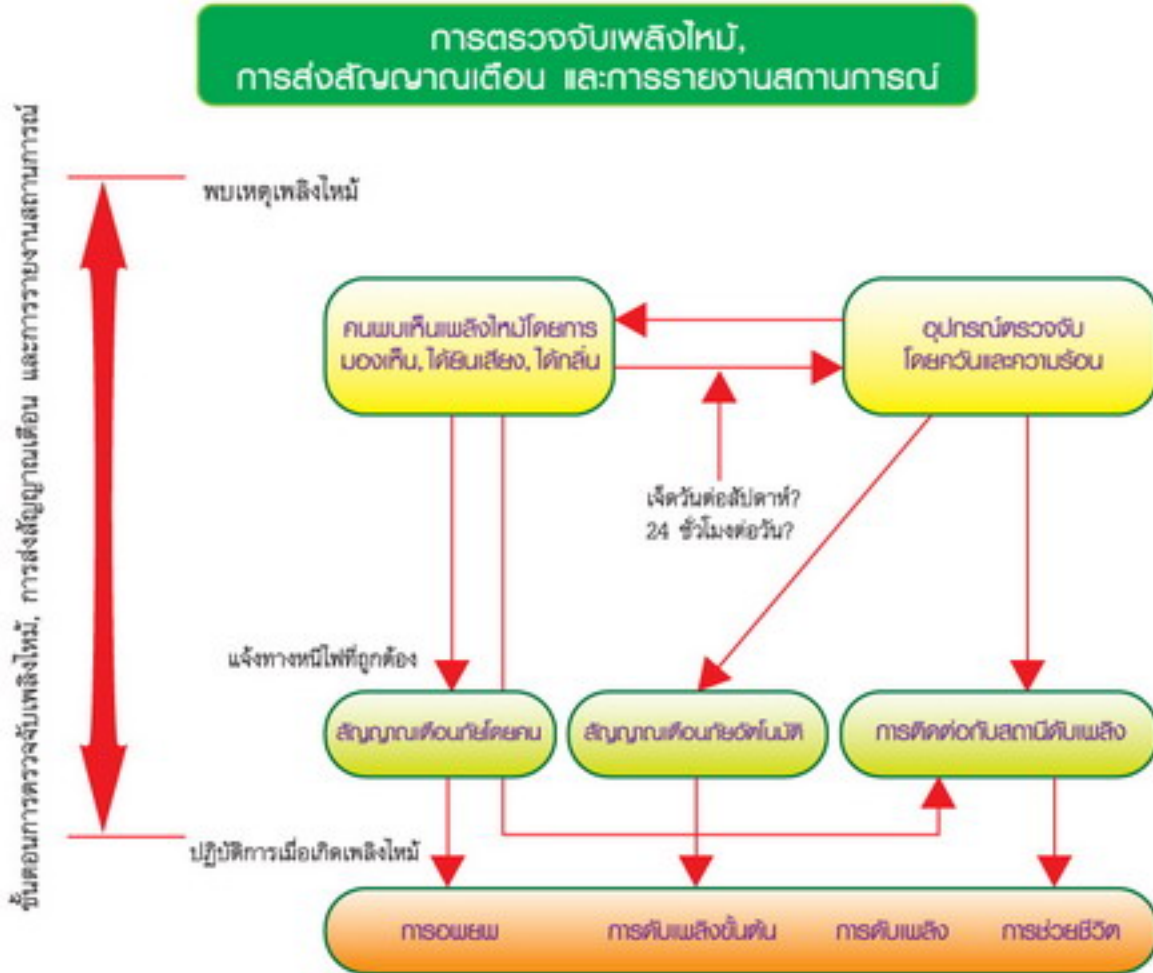 การตรวจจับเพลิงไหม้,
การส่งสัญญาณเตือน และการรายงานสถานการณ์
ขั้นตอนการตรวจจับเพลิงไหม้, การส่งสัญญาณเตือน และการรายงานสถานการณ์
พบเหตุเพลิงไหม้
คนพบเห็นเพลิงไหม้โดยการ
มองเห็น, ได้ยินเสียง, ได้กลิ่น
อุปกรณ์ตรวจจับ
โดยควันและความร้อน
เจ็ดวันต่อสัปดาห์?
24 ชั่วโมงต่อวัน?
แจ้งทางหนีไฟที่ถูกต้อง
สัญญาณเตือนภัยโดยคน
สัญญาณเตือนภัยอัตโนมัติ
การติดต่อกับสถานีดับเพลิง
ปฏิบัติการเมื่อเกิดเพลิงไหม้
การอพยพ การดับเพลิงขั้นต้น การดับเพลิง การช่วยชีวิต